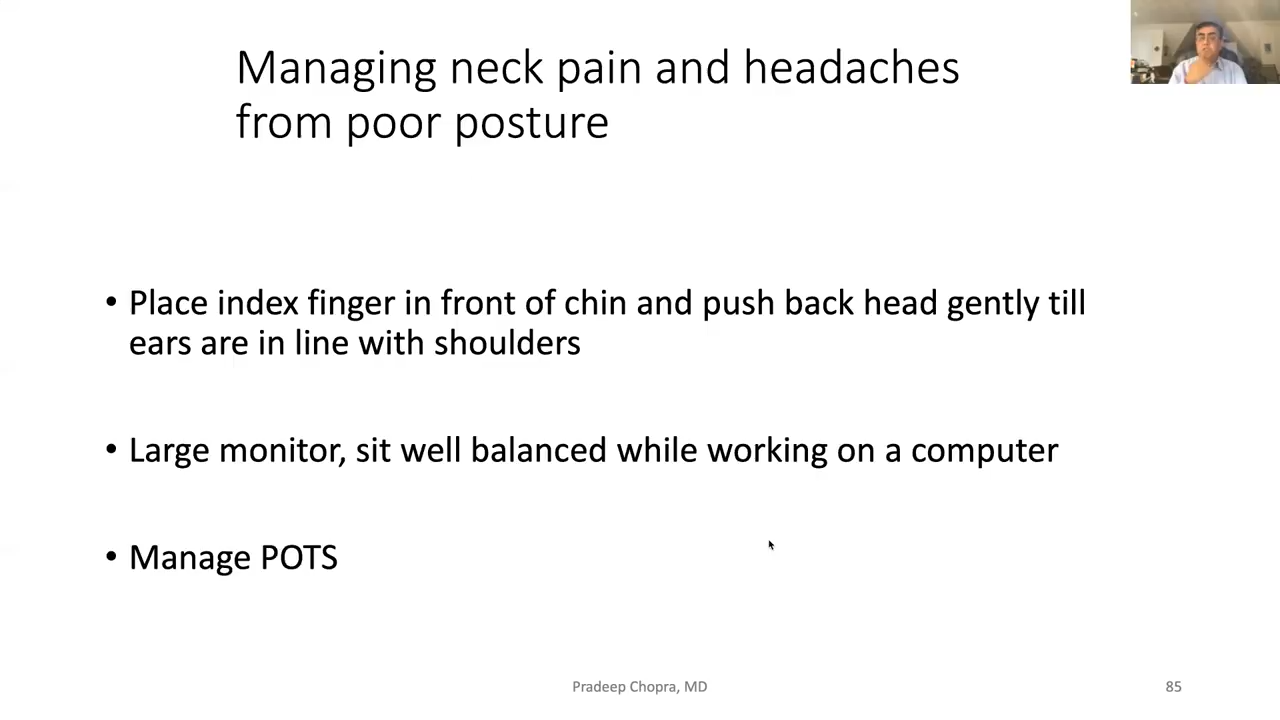 Managing neck pain and headaches
from poor posture
• Place index finger in front of chin and push back head gently till
ears are in line with shoulders
• Large monitor, sit well balanced while working on a computer
• Manage POTS
Pradeep Chopra, MD
85